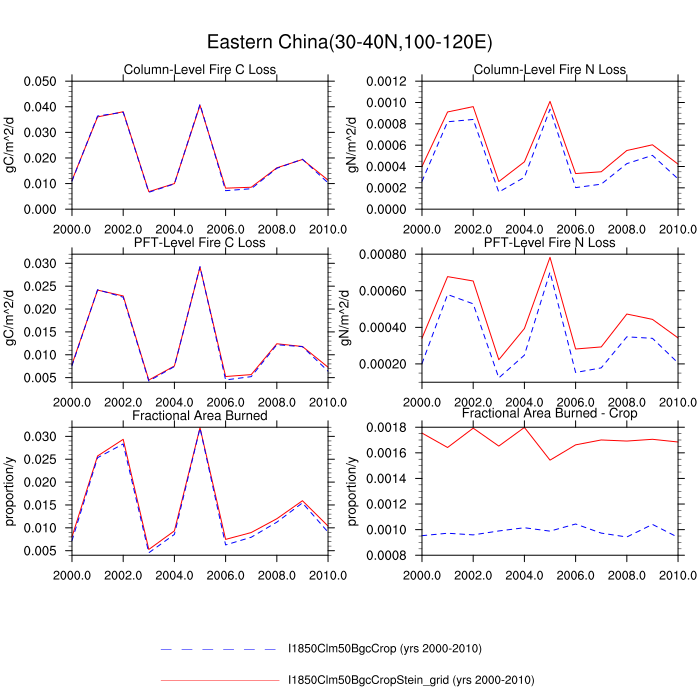 Eastern China(30-40N,100-120E)
Column-Level Fire C Loss
gC/m^2/d
0.050
0.040
0.030
0.020
0.010
0.000
2000.0 2002.0 2004.0 2006.0 2008.0 2010.0
Column-Level Fire N Loss
gN/m^2/d
0.0012
0.0010
0.0008
0.0006
0.0004
0.0002
0.0000
2000.0 2002.0 2004.0 2006.0 2008.0 2010.0
PFT-Level Fire C Loss
gC/m^2/d
0.030
0.025
0.020
0.015
0.010
0.005
2000.0 2002.0 2004.0 2006.0 2008.0 2010.0
PFT-Level Fire N Loss
gN/m^2/d
0.00080
0.00060
0.00040
0.00020
2000.0 2002.0 2004.0 2006.0 2008.0 2010.0
Fractional Area Burned
proportion/y
0.030
0.025
0.020
0.015
0.010
0.005
2000.0 2002.0 2004.0 2006.0 2008.0 2010.0
Fractional Area Burned - Crop
proportion/y
0.0018
0.0016
0.0014
0.0012
0.0010
0.0008
2000.0 2002.0 2004.0 2006.0 2008.0 2010.0
I1850Clm50BgcCrop (yrs 2000-2010)
I1850Clm50BgcCropStein_grid (yrs 2000-2010)